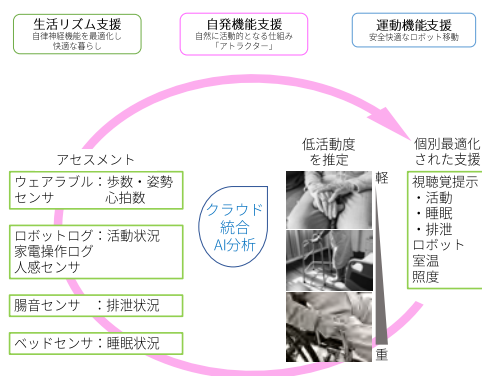 生活リズム支援
自律神経機能を最適化し
快適な暮らし
自発機能支援
自然に活動的となる仕組み
「アトラクター」
運動機能支援
安全快適なロボット移動
アセスメント
ウェアラブル：歩数・姿勢
センサ　　　　心拍数
ロボットログ：活動状況
家電操作ログ
人感センサ
腸音センサ　：排泄状況
ベッドセンサ：睡眠状況
クラウド
統合
AI分析
低活動度
を推定
軽
重
個別最適化
された支援
視聴覚提示
・活動
・睡眠
・排泄
ロボット
室温
照度